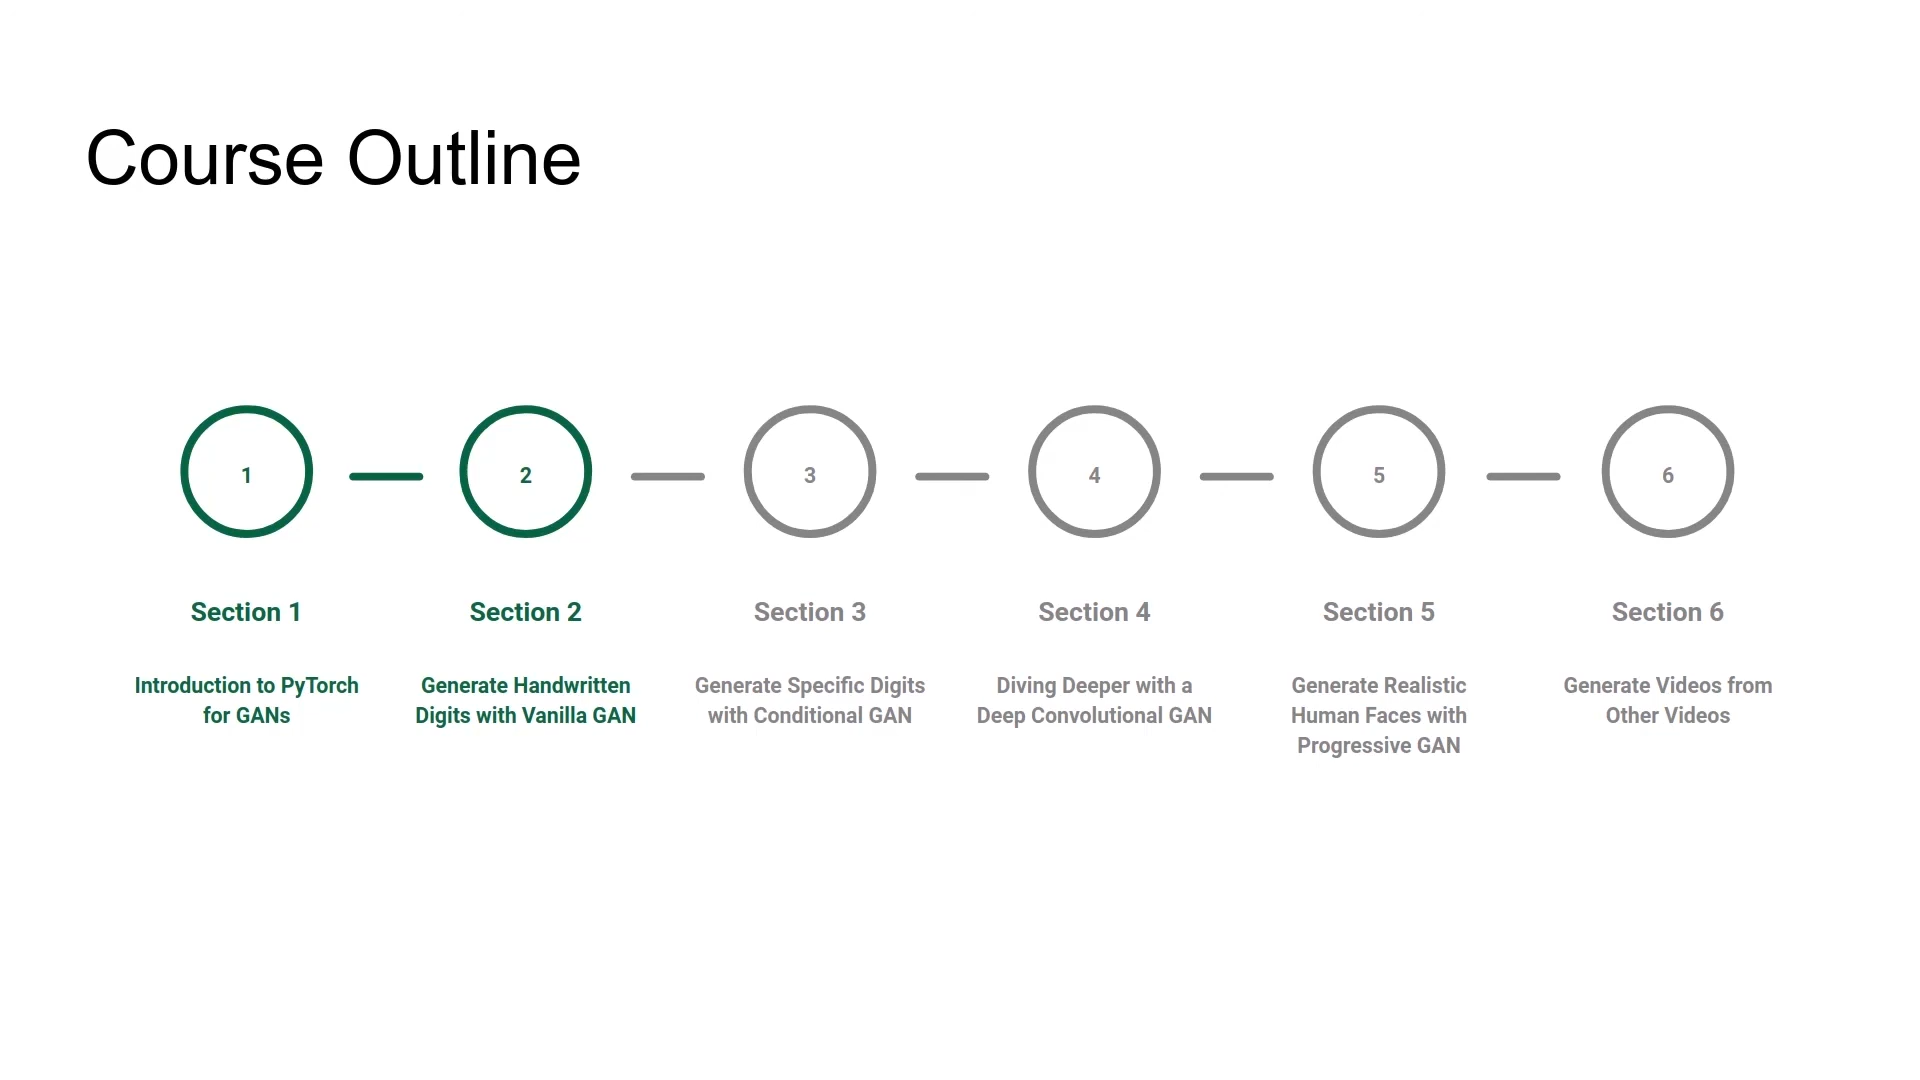 Course Outline
1
2
3
4
5
6
Section 1
Section 2
Section 3
Section 4
Section 5
Section 6
Introduction to PyTorch
for GANs
Generate Handwritten
Digits with Vanilla GAN
Generate Specific Digits
with Conditional GAN
Diving Deeper with a
Deep Convolutional GAN
Generate Realistic
Human Faces with
Progressive GAN
Generate Videos from
Other Videos